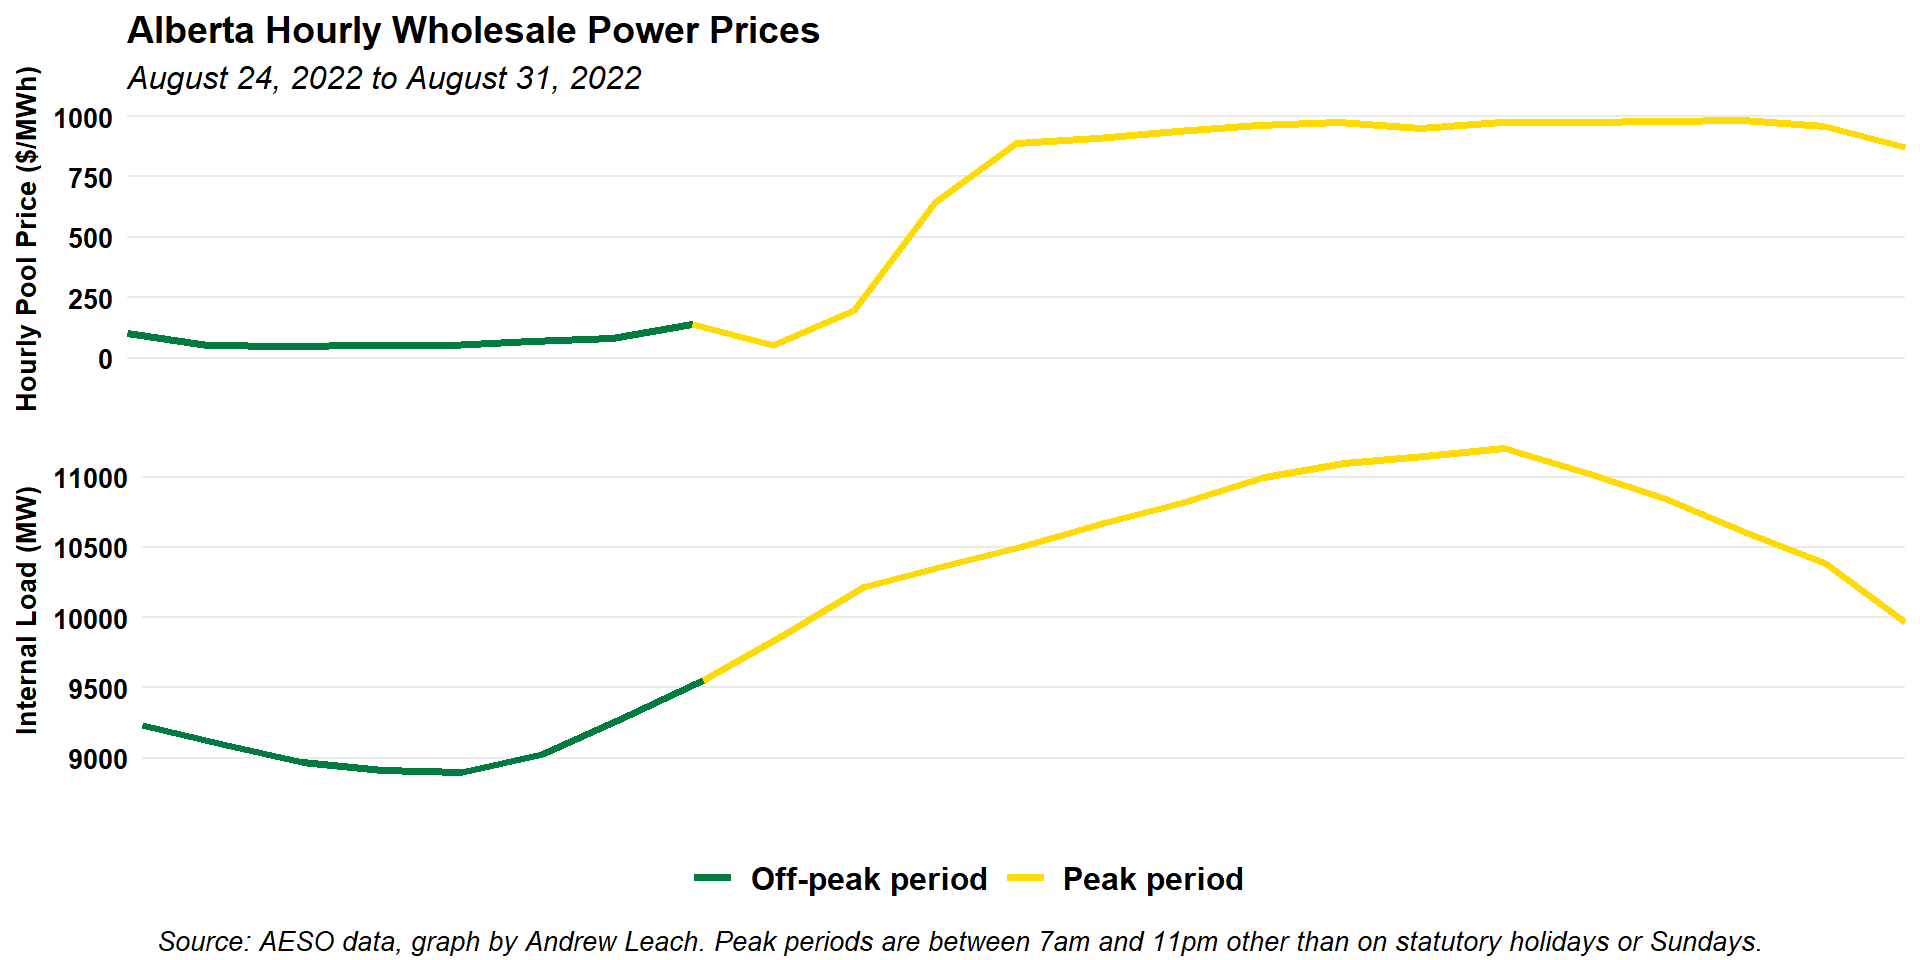 Alberta Hourly Wholesale Power Prices
August 24, 2022 to August 31, 2022
Hourly Pool Price ($/MWh)
1000
750
500
250
0
Internal Load (MW)
11000
10500
10000
9500
9000
Off-peak period
Peak period
Source: AESO data, graph by Andrew Leach. Peak periods are between 7am and 11pm other than on statutory holidays or Sundays.